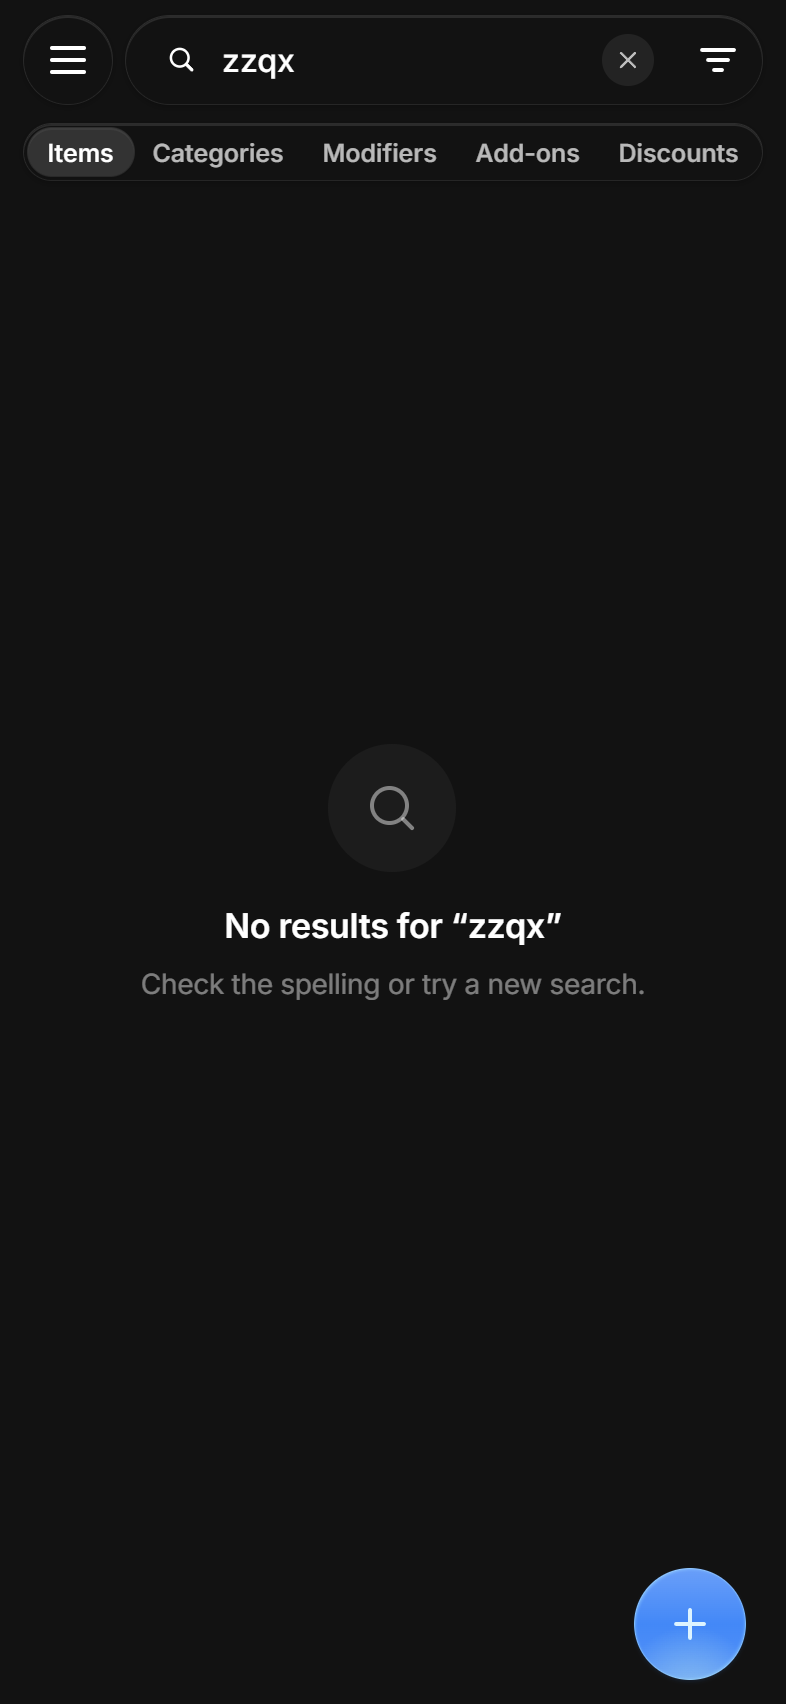 zzqx
Items Categories Modifiers Add-ons Discounts
No results for “zzqx”
Check the spelling or try a new search.